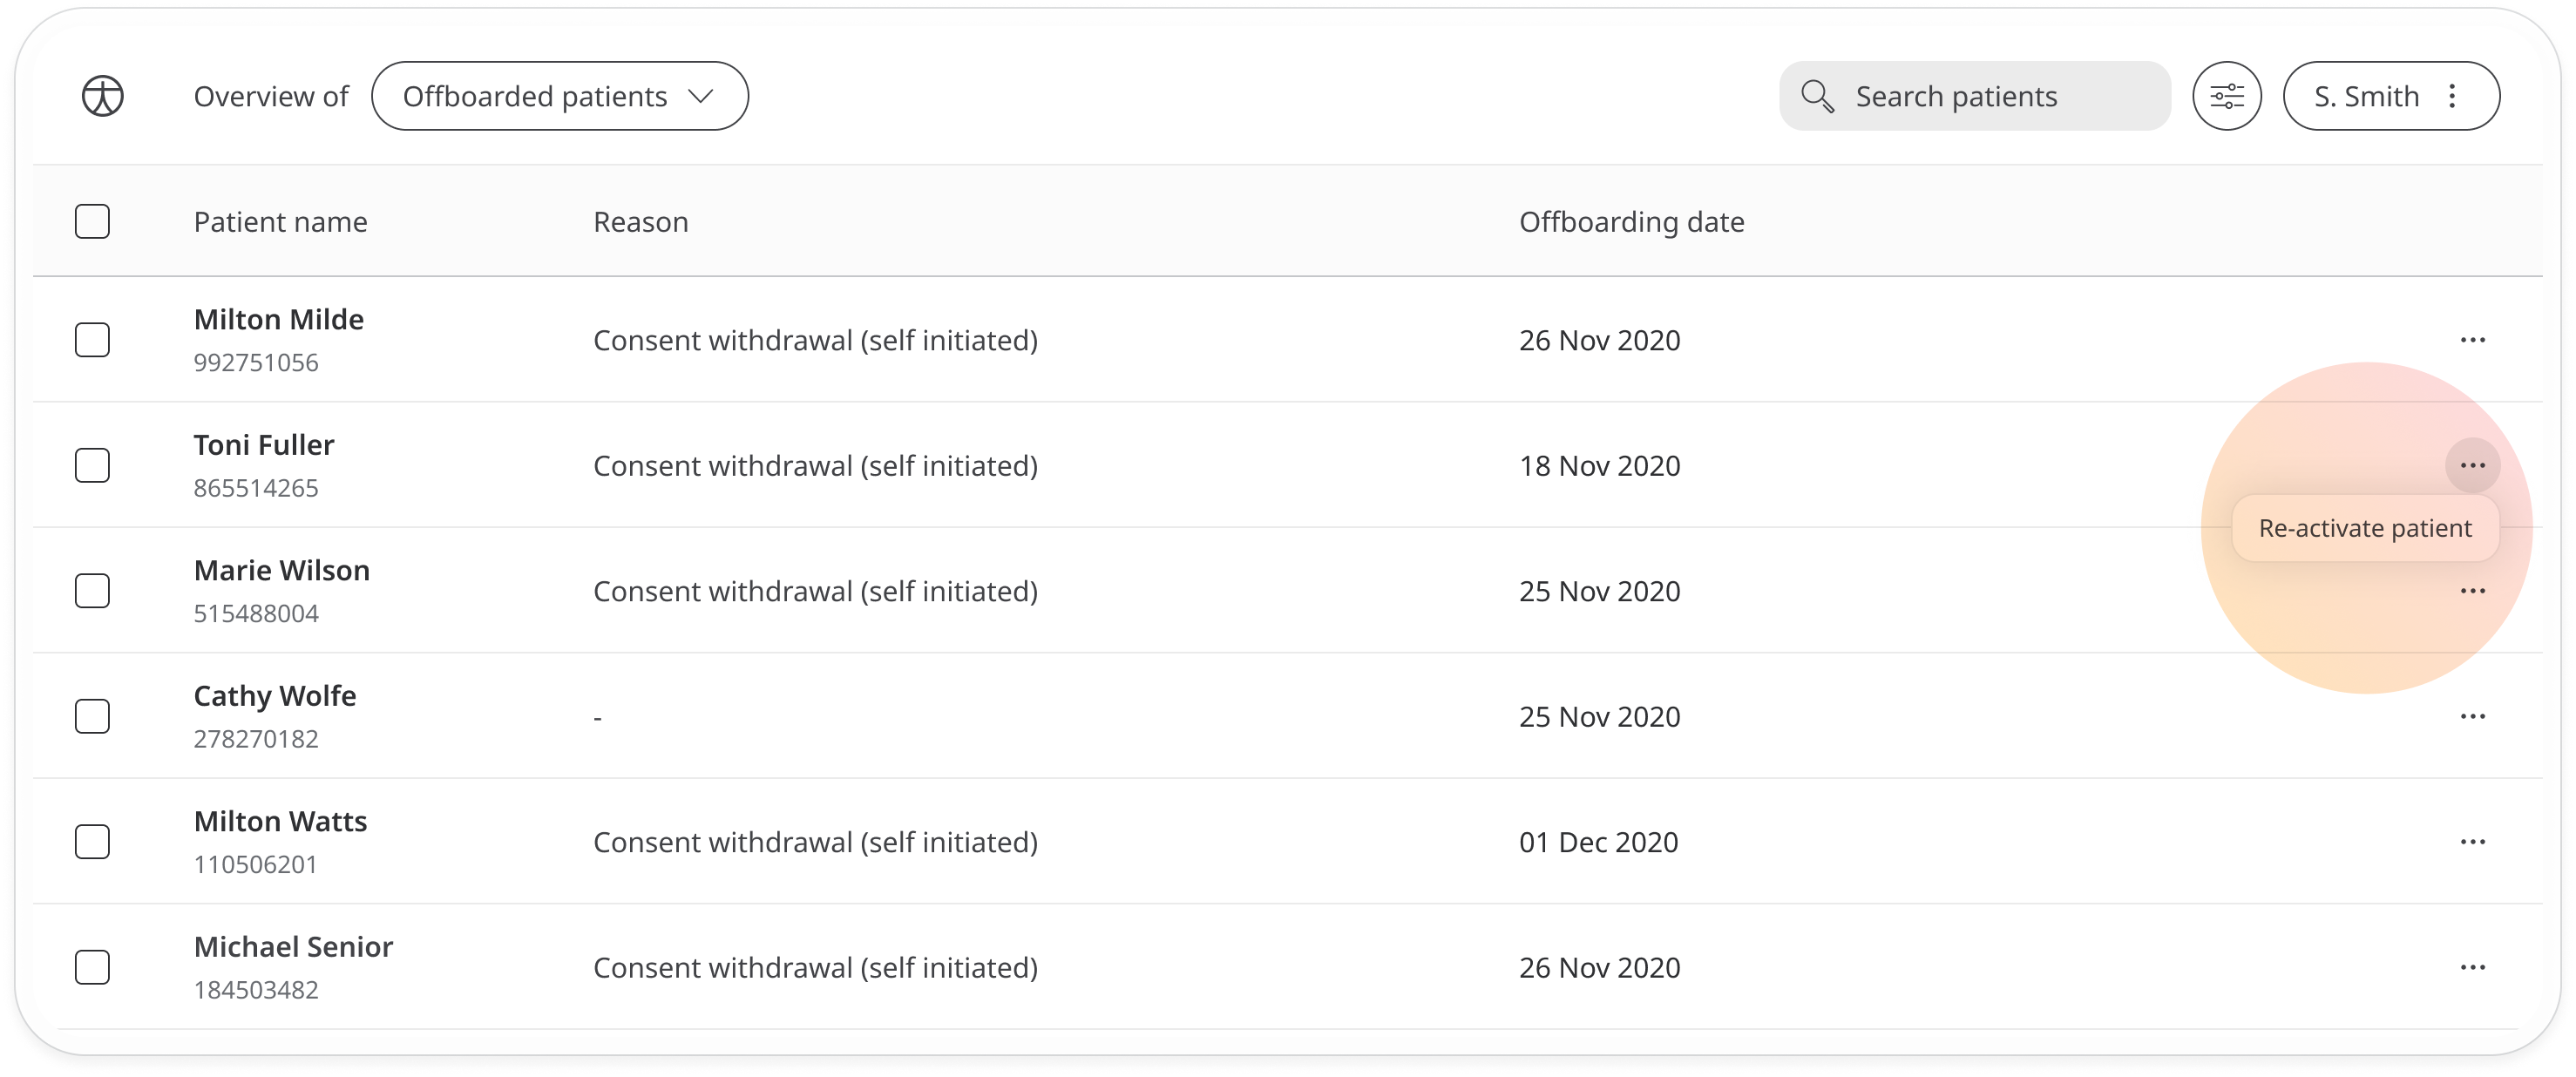 Overview of Offboarded patients Search patients S. Smith
Patient name Reason Offboarding date
Milton Milde
992751056
Consent withdrawal (self initiated) 26 Nov 2020
Toni Fuller
865514265
Consent withdrawal (self initiated) 18 Nov 2020
Re-activate patient
Marie Wilson
515488004
Consent withdrawal (self initiated) 25 Nov 2020
Cathy Wolfe
278270182
- 25 Nov 2020
Milton Watts
110506201
Consent withdrawal (self initiated) 01 Dec 2020
Michael Senior
184503482
Consent withdrawal (self initiated) 26 Nov 2020